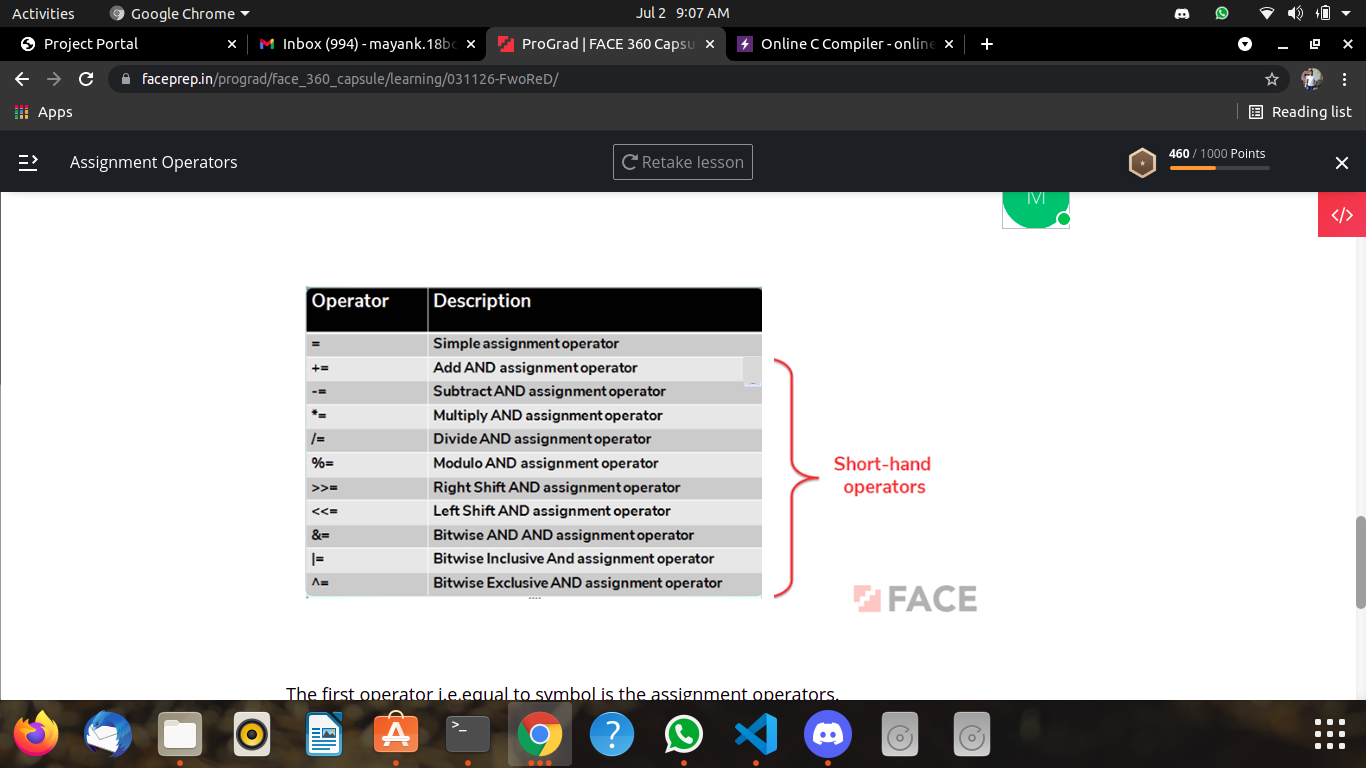 Activities Google Chrome Jul 2 9:07 AM
Project Portal Inbox (994) - mayank.18bc ProGrad | FACE 360 Capsu Online C Compiler - online
faceprep.in/prograd/face_360_capsule/learning/031126-FwoReD/
Apps Reading list
Assignment Operators Retake lesson 460 / 1000 Points
M
</>
Operator Description
= Simple assignment operator
+= Add AND assignment operator
-= Subtract AND assignment operator
*= Multiply AND assignment operator
/= Divide AND assignment operator
%= Modulo AND assignment operator
>>= Right Shift AND assignment operator
<<= Left Shift AND assignment operator
&= Bitwise AND AND assignment operator
|= Bitwise Inclusive And assignment operator
^= Bitwise Exclusive AND assignment operator
Short-hand
operators
FACE
The first operator i.e.equal to symbol is the assignment operators.
>_
?